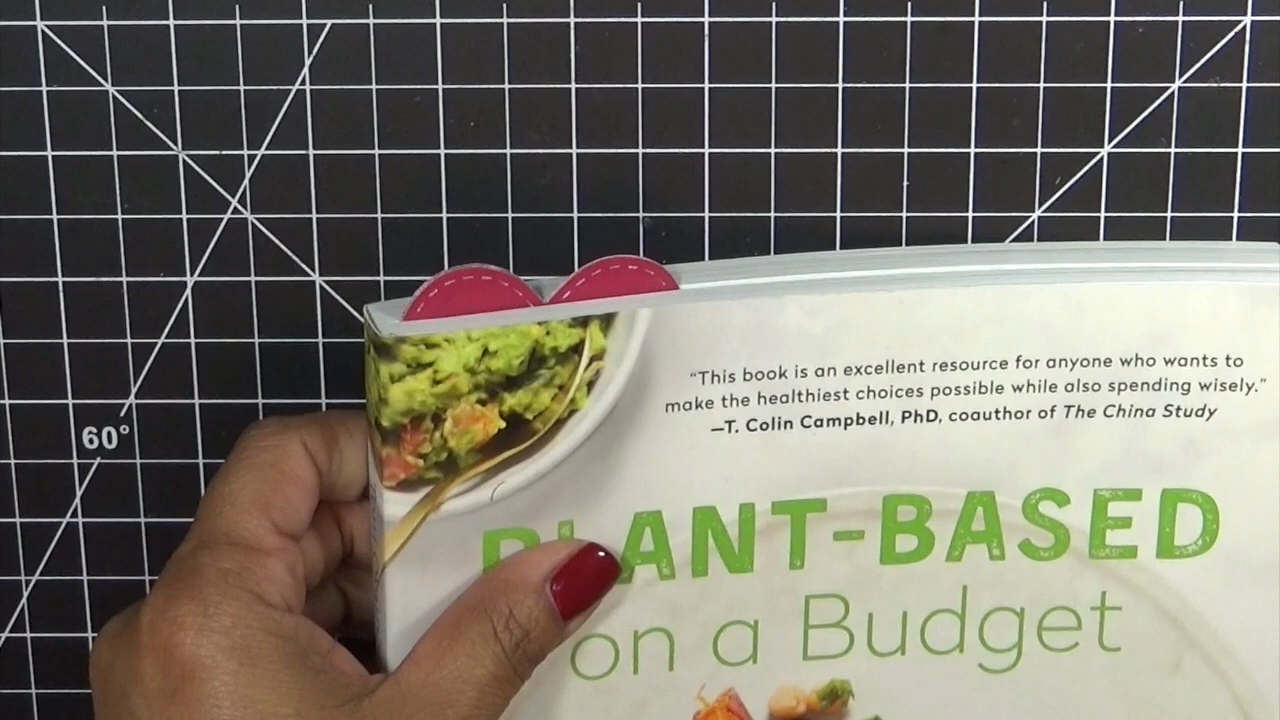 “This book is an excellent resource for anyone who wants to
make the healthiest choices possible while also spending wisely.”
—T. Colin Campbell, PhD, coauthor of The China Study
PLANT-BASED
on a Budget
60°